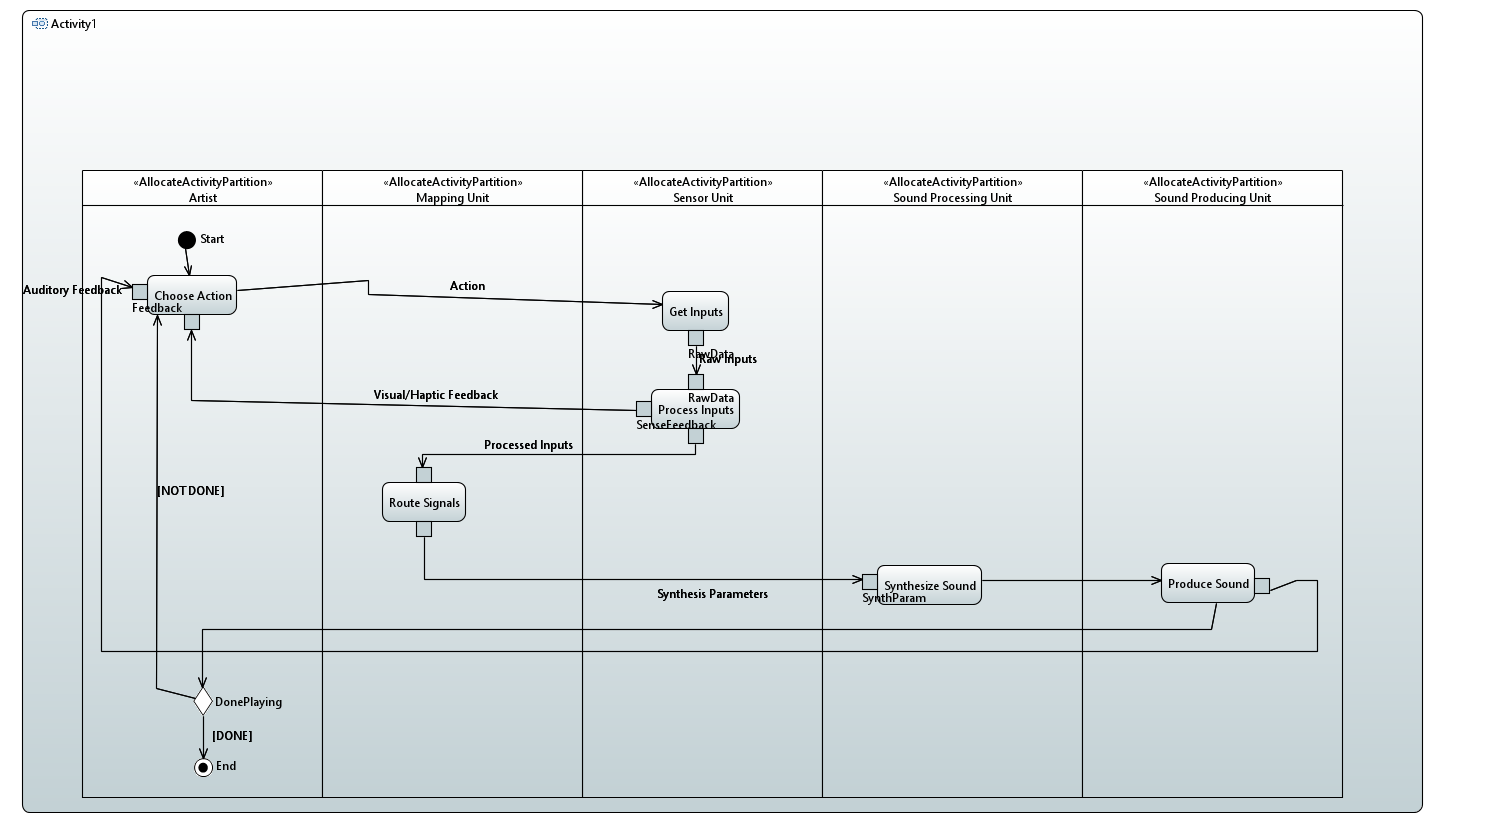 Activity1
«AllocateActivityPartition»
Artist
«AllocateActivityPartition»
Mapping Unit
«AllocateActivityPartition»
Sensor Unit
«AllocateActivityPartition»
Sound Processing Unit
«AllocateActivityPartition»
Sound Producing Unit
Start
Auditory Feedback
Choose Action
Feedback
Action
Get Inputs
RawData
Raw Inputs
Visual/Haptic Feedback
RawData
Process Inputs
SenseFeedback
Processed Inputs
[NOT DONE]
Route Signals
Synthesis Parameters
Synthesize Sound
SynthParam
Produce Sound
DonePlaying
[DONE]
End